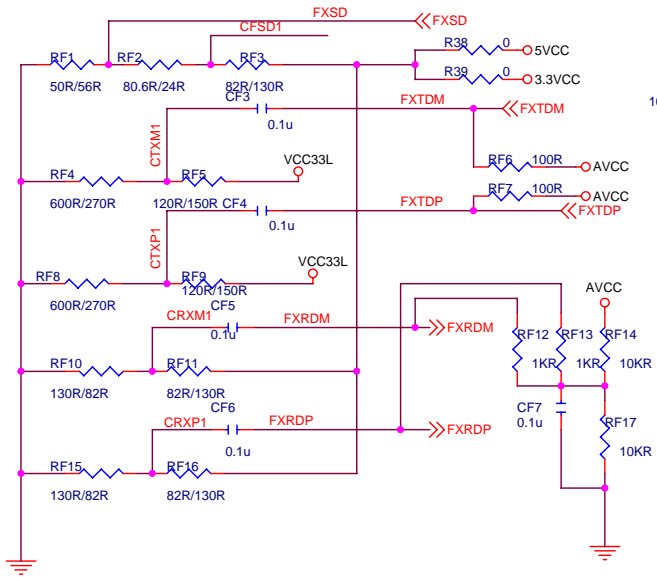 FXSD
FXSD
CFSD1
RF1
RF2
RF3
R38
0
5VCC
50R/56R
80.6R/24R
82R/130R
R39
0
3.3VCC
CF3
0.1u
FXTDM
FXTDM
CTXM1
VCC33L
RF6
100R
AVCC
RF4
RF5
600R/270R
120R/150R
CF4
0.1u
RF7
100R
AVCC
FXTDP
FXTDP
CTXP1
VCC33L
RF8
RF9
600R/270R
120R/150R
AVCC
CF5
0.1u
CRXM1
FXRDM
FXRDM
RF12
RF13
RF14
1KR
1KR
10KR
RF10
RF11
130R/82R
82R/130R
CF6
0.1u
CRXP1
FXRDP
FXRDP
CF7
0.1u
RF17
10KR
RF15
RF16
130R/82R
82R/130R